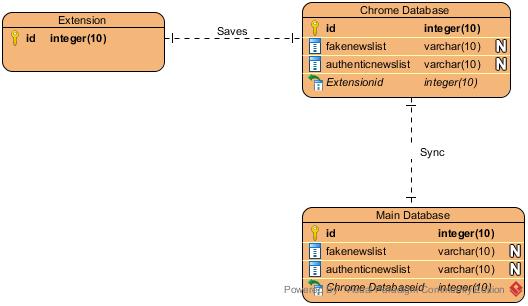 Extension
id integer(10)
Saves
Chrome Database
id integer(10)
fakenewslist varchar(10) N
authenticnewslist varchar(10) N
Extensionid integer(10)
Sync
Main Database
id integer(10)
fakenewslist varchar(10) N
authenticnewslist varchar(10) N
Chrome Databaseid integer(10)
Powered By Visual Paradigm Community Edition